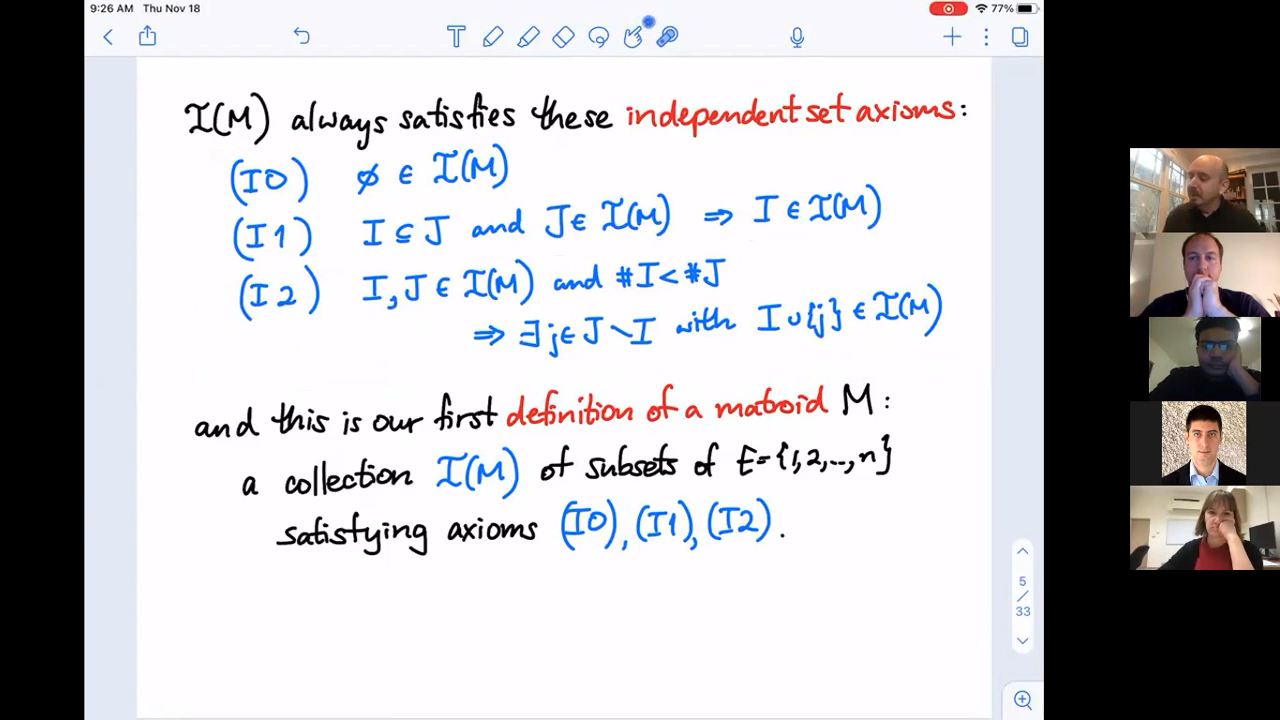 9:26 AM Thu Nov 18
77%
I(M) always satisfies these independent set axioms:
(I0) ∅ ∈ I(M)
(I1) I ⊆ J and J ∈ I(M) ⇒ I ∈ I(M)
(I2) I, J ∈ I(M) and #I < #J
⇒ ∃ j ∈ J ∖ I with I ∪ {j} ∈ I(M)
and this is our first definition of a matroid M:
a collection I(M) of subsets of E = {1,2,...,n}
satisfying axioms (I0), (I1), (I2).
5
/
33